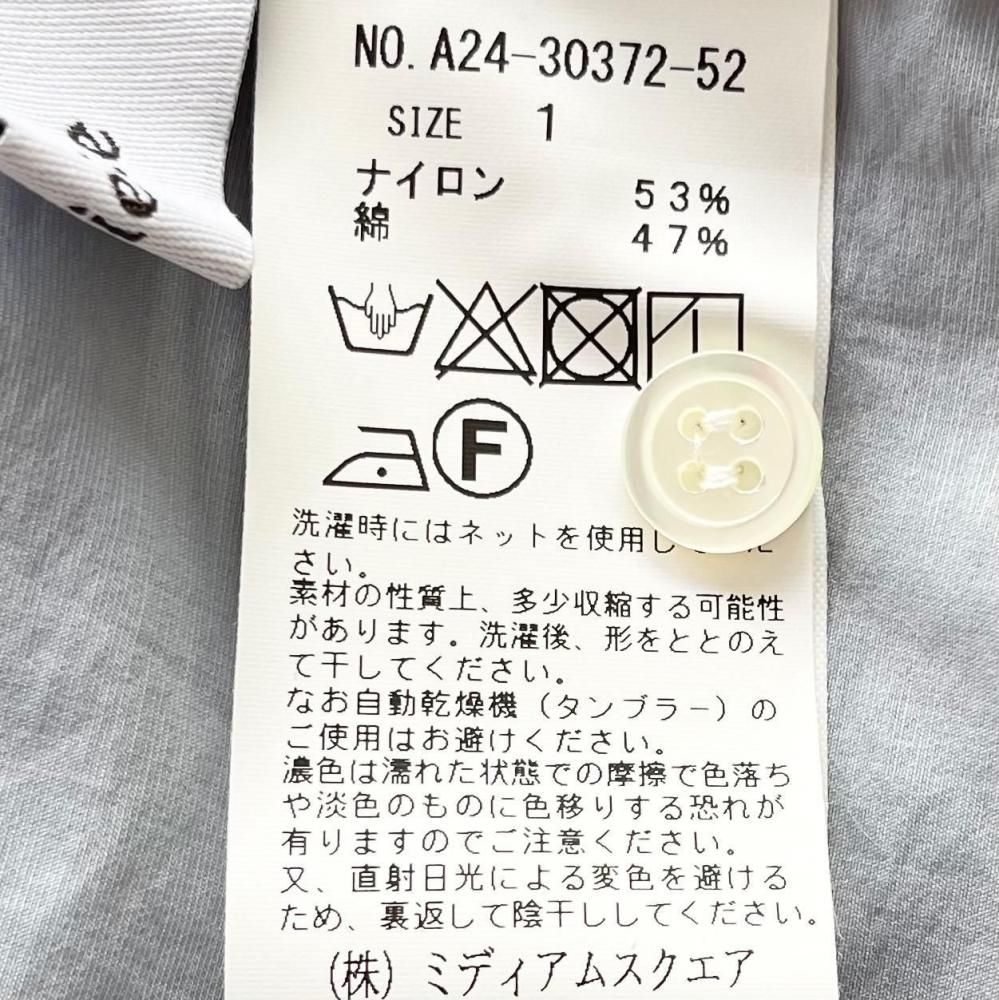 NO. A24-30372-52
SIZE 1
ナイロン 53%
綿 47%
F
洗濯時にはネットを使用し
さい。
素材の性質上、多少収縮する可能性
があります。洗濯後、形をととのえ
て干してください。
なお自動乾燥機（タンブラー）の
ご使用はお避けください。
濃色は濡れた状態での摩擦で色落ち
や淡色のものに色移りする恐れが
有りますのでご注意ください。
又、直射日光による変色を避ける
ため、裏返して陰干ししてください。
(株)ミディアムスクエア